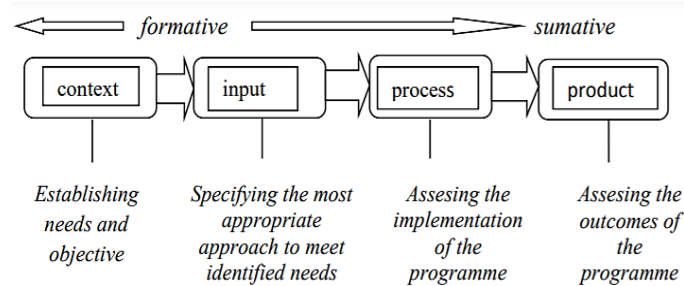 formative sumative
context input process product
Establishing
needs and
objective
Specifying the most
appropriate
approach to meet
identified needs
Assesing the
implementation
of the
programme
Assesing the
outcomes of
the
programme